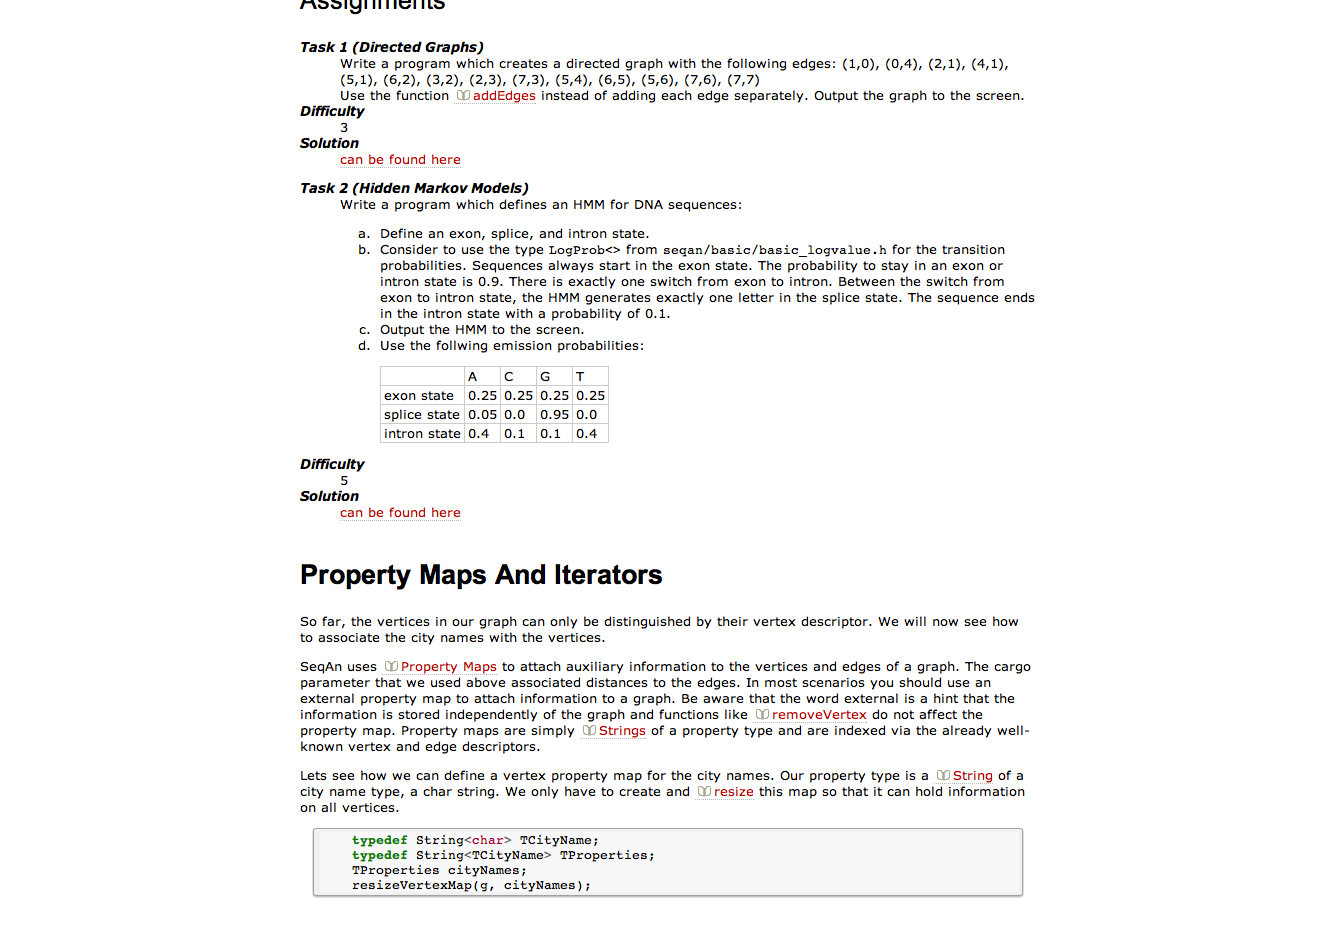 Assignments
Task 1 (Directed Graphs)
Write a program which creates a directed graph with the following edges: (1,0), (0,4), (2,1), (4,1),
(5,1), (6,2), (3,2), (2,3), (7,3), (5,4), (6,5), (5,6), (7,6), (7,7)
Use the function addEdges instead of adding each edge separately. Output the graph to the screen.
Difficulty
3
Solution
can be found here
Task 2 (Hidden Markov Models)
Write a program which defines an HMM for DNA sequences:
a. Define an exon, splice, and intron state.
b. Consider to use the type LogProb<> from seqan/basic/basic_logvalue.h for the transition
probabilities. Sequences always start in the exon state. The probability to stay in an exon or
intron state is 0.9. There is exactly one switch from exon to intron. Between the switch from
exon to intron state, the HMM generates exactly one letter in the splice state. The sequence ends
in the intron state with a probability of 0.1.
c. Output the HMM to the screen.
d. Use the follwing emission probabilities:
A C G T
exon state 0.25 0.25 0.25 0.25
splice state 0.05 0.0 0.95 0.0
intron state 0.4 0.1 0.1 0.4
Difficulty
5
Solution
can be found here
Property Maps And Iterators
So far, the vertices in our graph can only be distinguished by their vertex descriptor. We will now see how
to associate the city names with the vertices.
SeqAn uses Property Maps to attach auxiliary information to the vertices and edges of a graph. The cargo
parameter that we used above associated distances to the edges. In most scenarios you should use an
external property map to attach information to a graph. Be aware that the word external is a hint that the
information is stored independently of the graph and functions like removeVertex do not affect the
property map. Property maps are simply Strings of a property type and are indexed via the already well-
known vertex and edge descriptors.
Lets see how we can define a vertex property map for the city names. Our property type is a String of a
city name type, a char string. We only have to create and resize this map so that it can hold information
on all vertices.
typedef String<char> TCityName;
typedef String<TCityName> TProperties;
TProperties cityNames;
resizeVertexMap(g, cityNames);